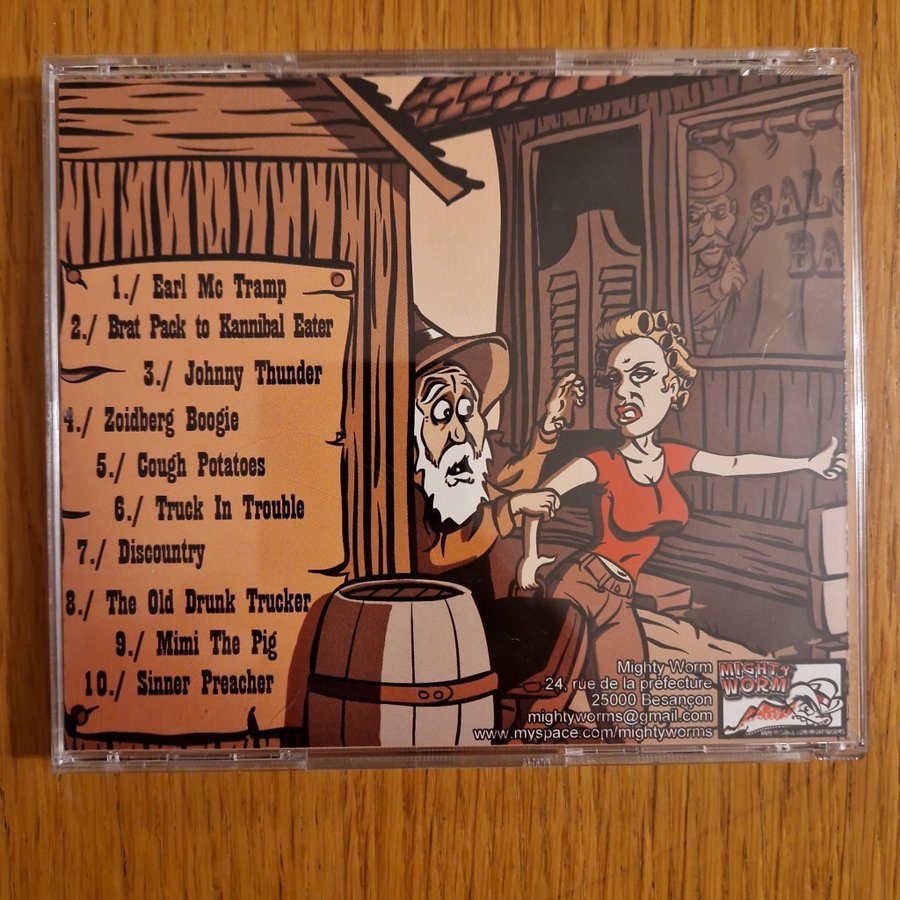 1./ Earl Mc Tramp
2./ Brat Pack to Kannibal Eater
3./ Johnny Thunder
4./ Zoidberg Boogie
5./ Cough Potatoes
6./ Truck In Trouble
7./ Discountry
8./ The Old Drunk Trucker
9./ Mimi The Pig
10./ Sinner Preacher
SALO
BA
Mighty Worm
24, rue de la préfecture
25000 Besançon
mightyworms@gmail.com
www.myspace.com/mightyworms
MIGHTY
WORM